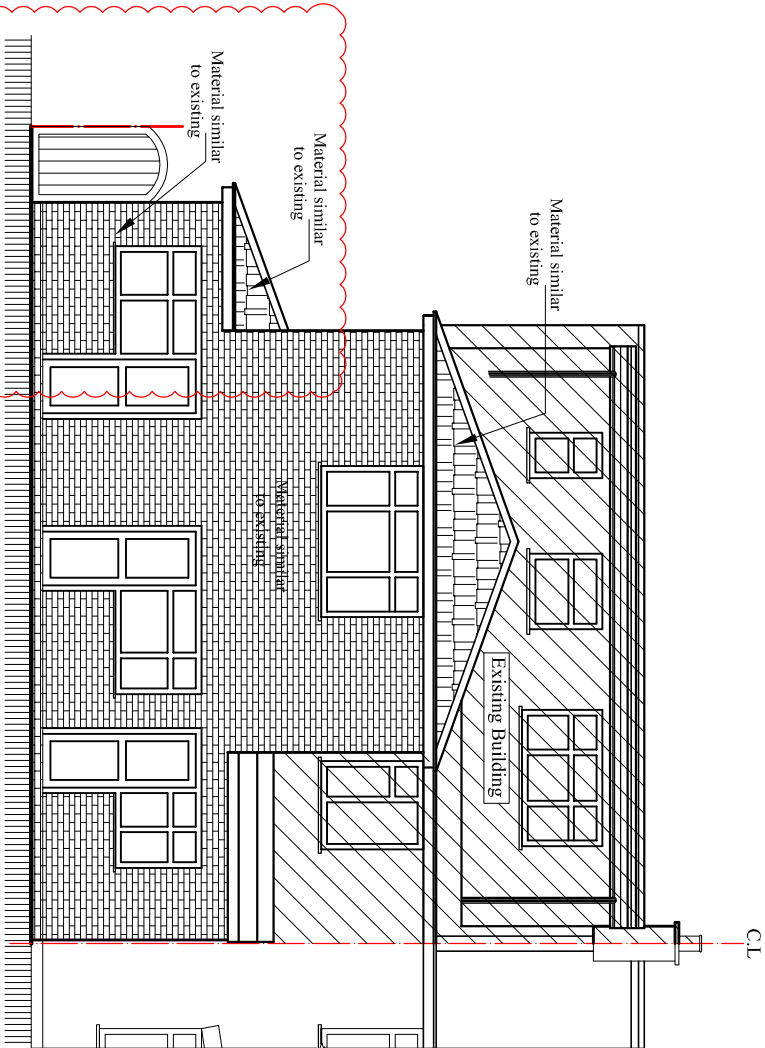 Material similar
to existing
Material similar
to existing
Material similar
to existing
Material similar
to existing
Existing Building
C.L